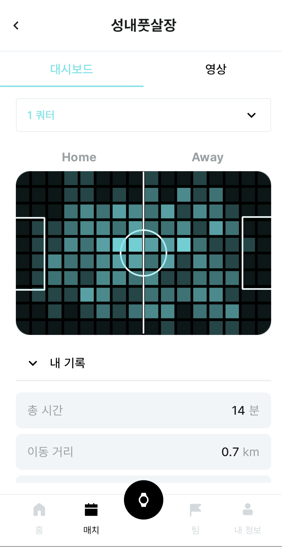 성내풋살장
대시보드 영상
1 쿼터
Home Away
내 기록
총 시간 14 분
이동 거리 0.7 km
홈 매치 팀 내 정보